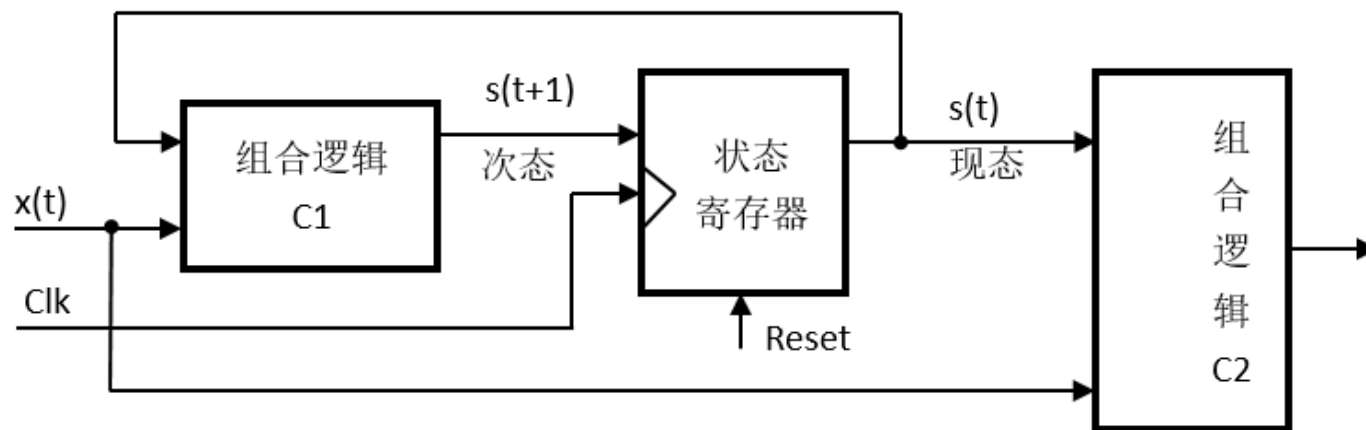 s(t+1)
次态
组合逻辑
C1
x(t)
Clk
状态
寄存器
Reset
s(t)
现态
组
合
逻
辑
C2